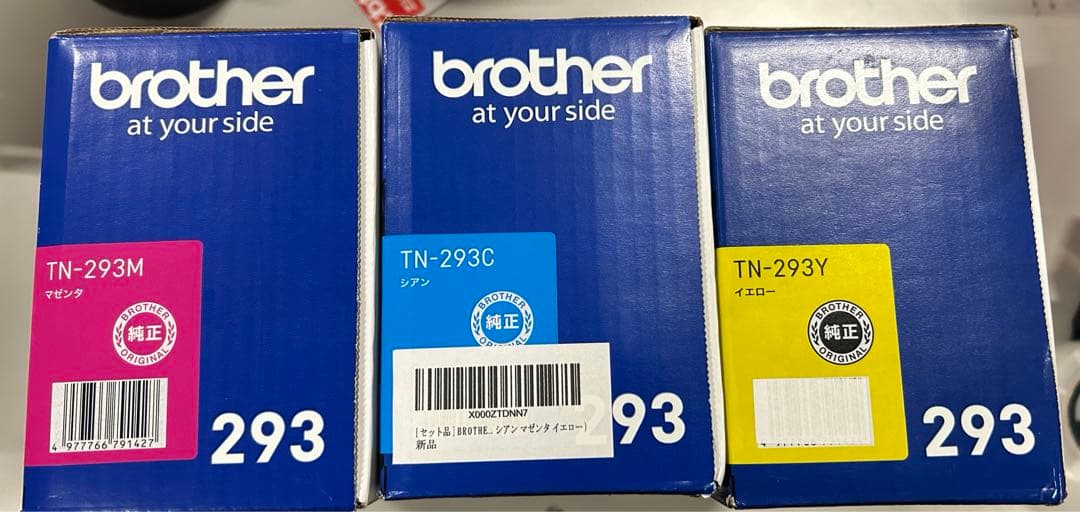 brother
at your side
TN-293M
マゼンタ
BROTHER
純正
ORIGINAL
4 977766 791427
293
brother
at your side
TN-293C
シアン
BROTHER
純正
X000ZTDNN7
[セット品]BROTHE... シアン マゼンタ イエロー)
新品
293
brother
at your side
TN-293Y
イエロー
BROTHER
純正
ORIGINAL
293